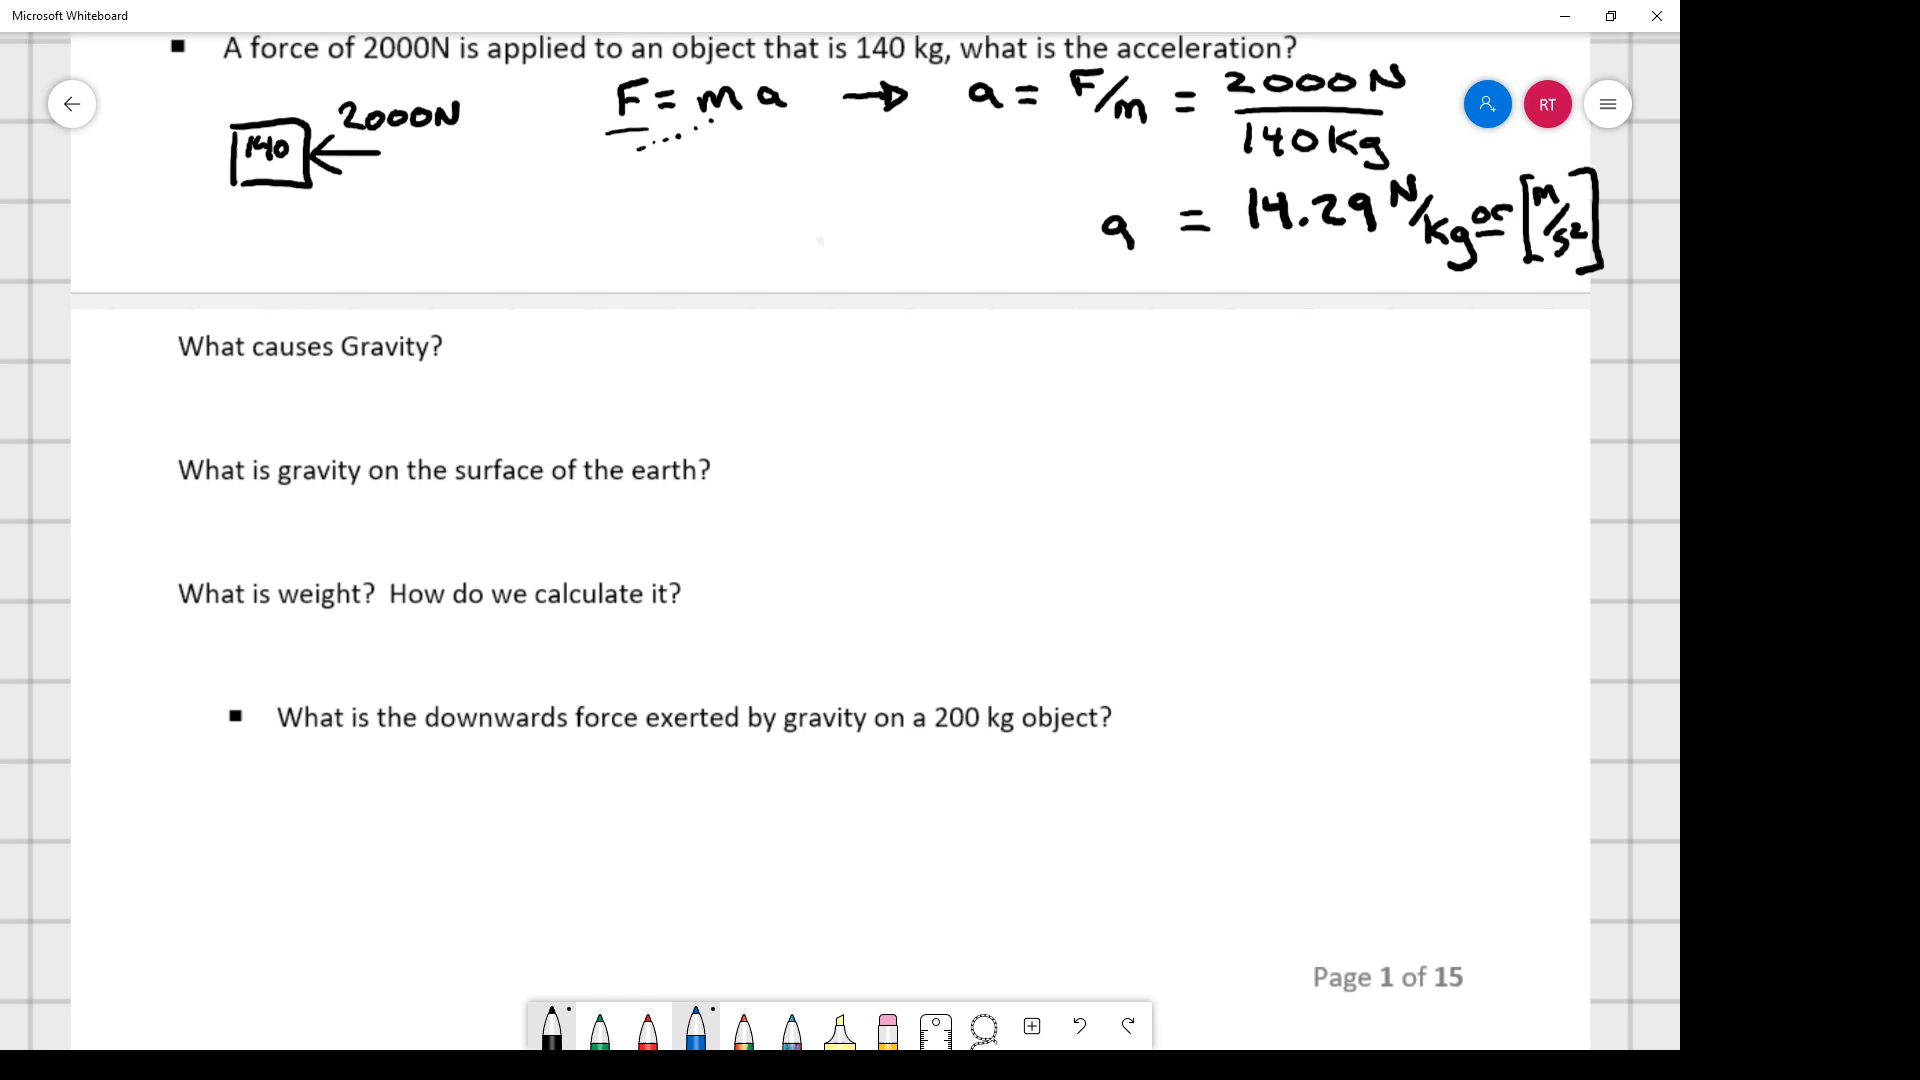 Microsoft Whiteboard
▪ A force of 2000N is applied to an object that is 140 kg, what is the acceleration?
F = m a → a = F/m = 2000 N / 140 Kg
140 ← 2000N
RT
a = 14.29 N/Kg or [m/s²]
What causes Gravity?
What is gravity on the surface of the earth?
What is weight? How do we calculate it?
▪ What is the downwards force exerted by gravity on a 200 kg object?
Page 1 of 15